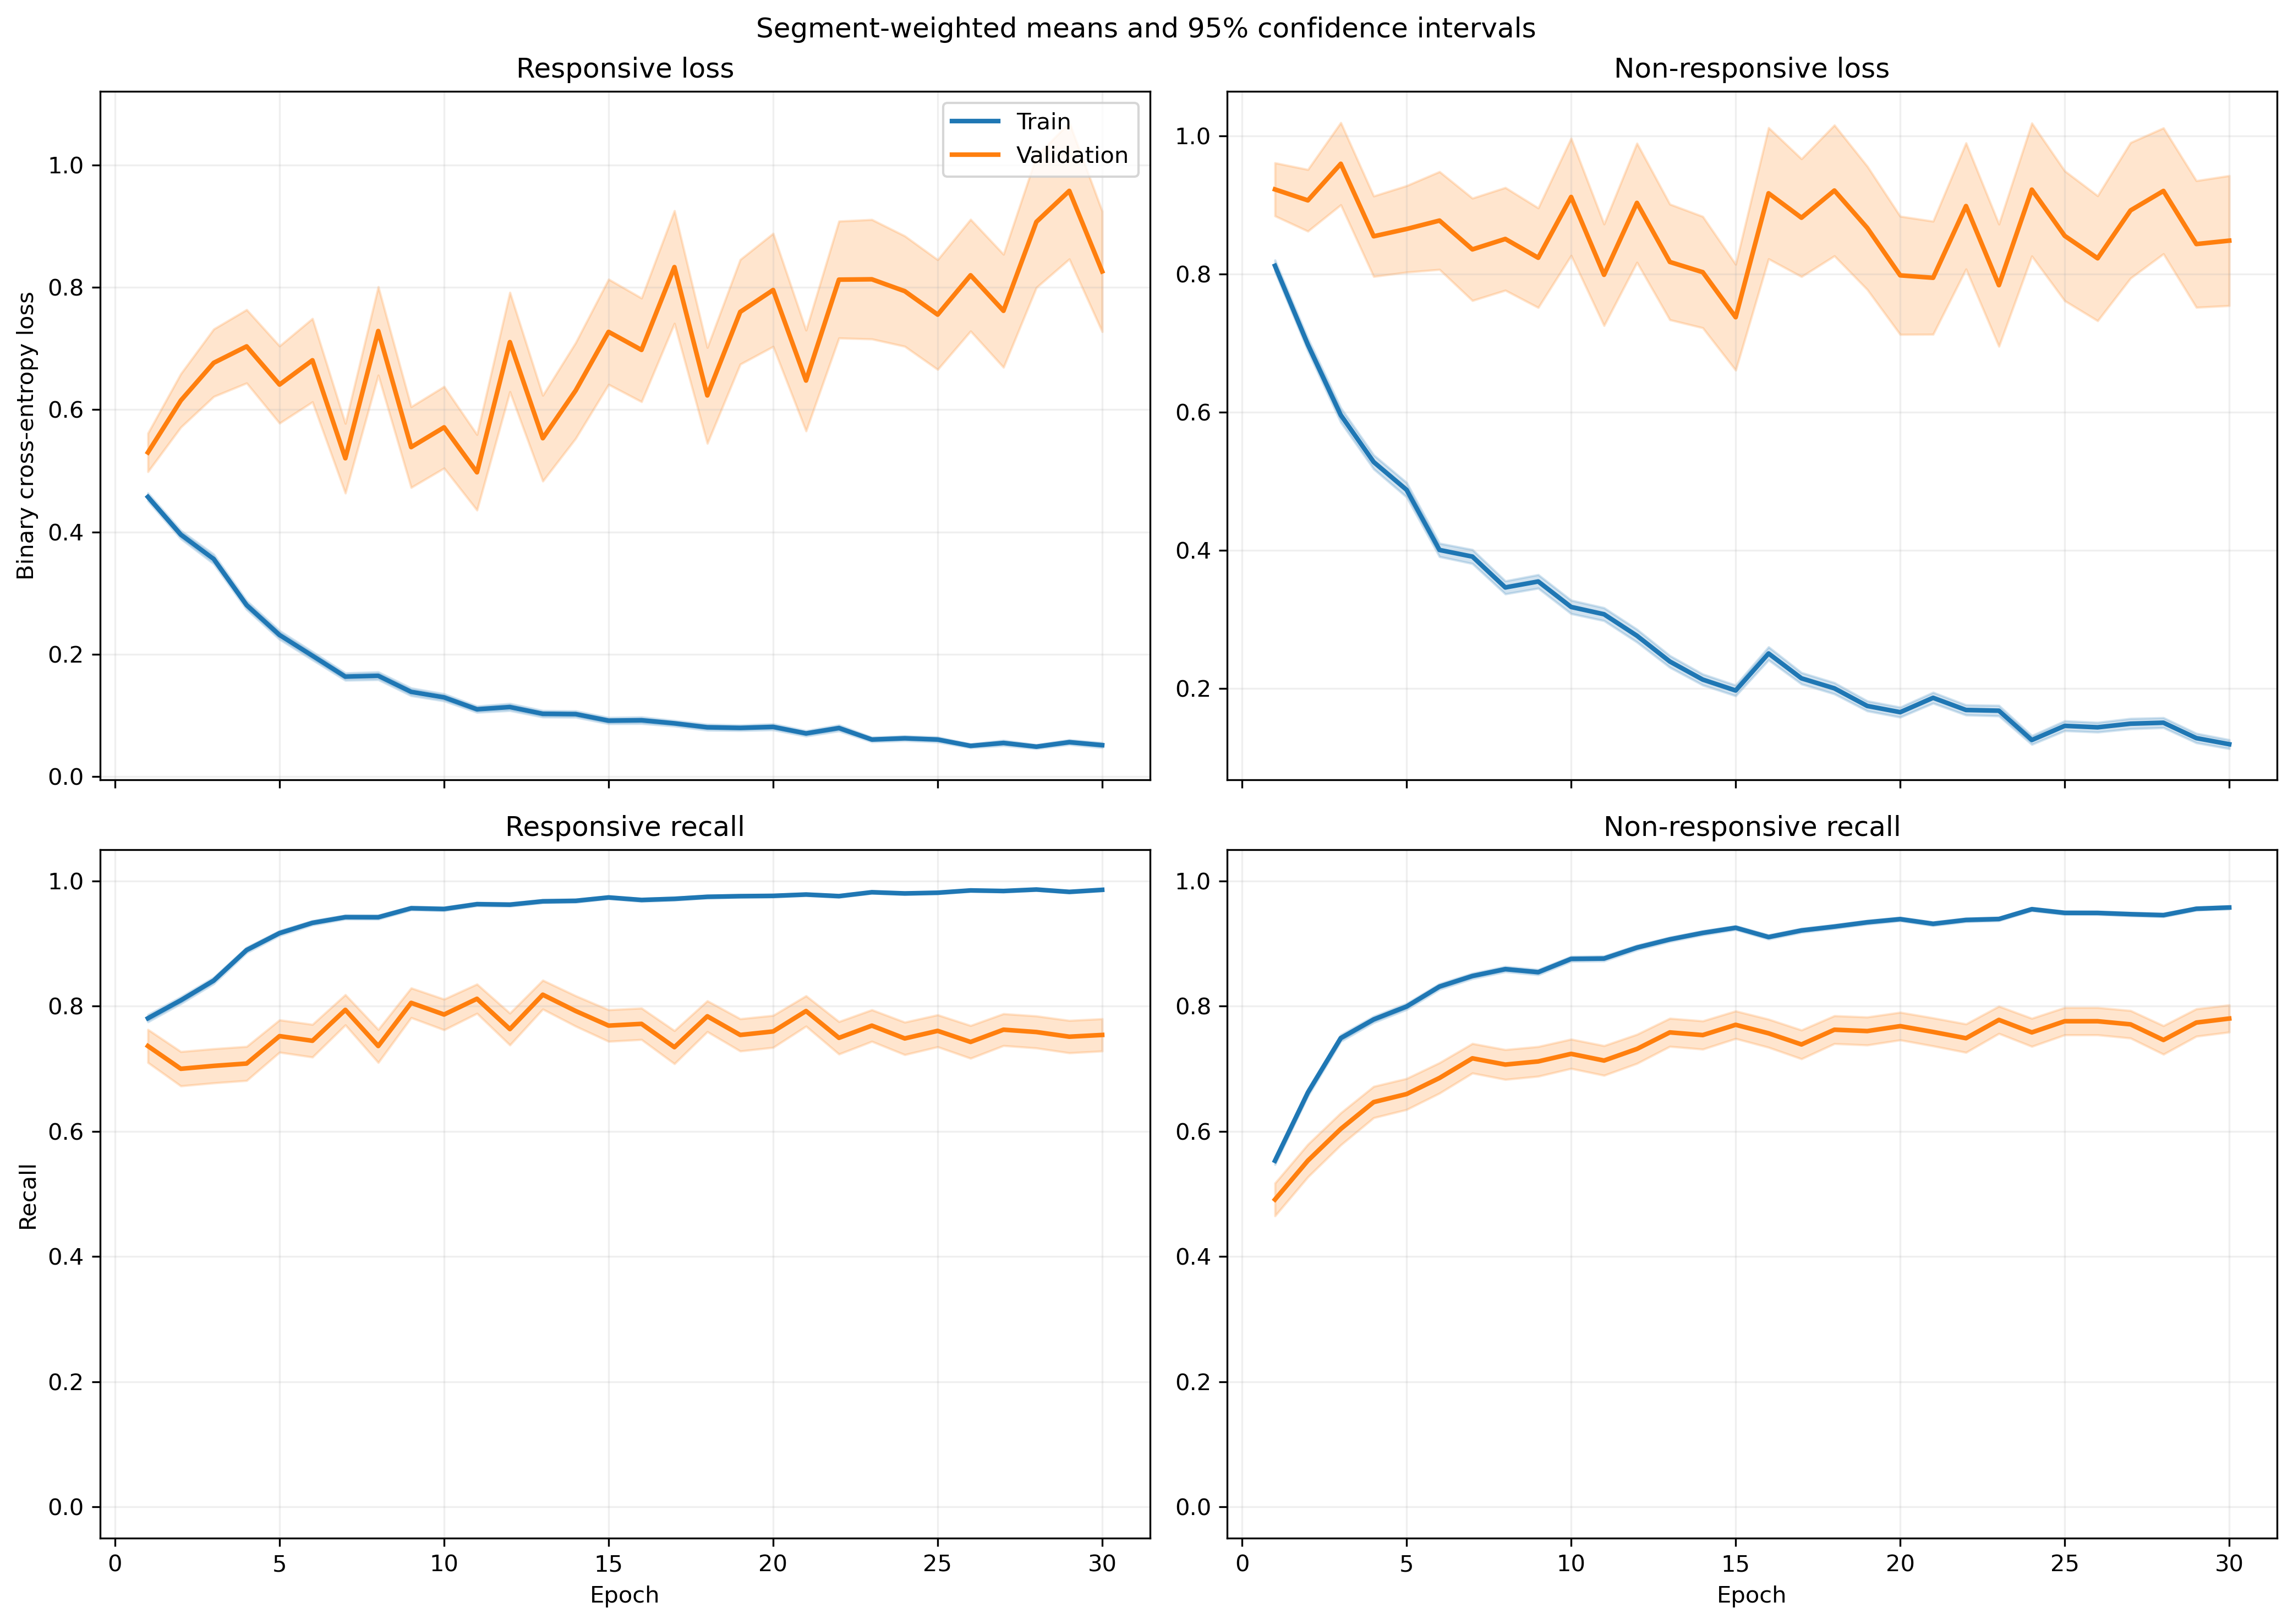 Segment-weighted means and 95% confidence intervals
Responsive loss
Non-responsive loss
Train
Validation
Binary cross-entropy loss
1.0
0.8
0.6
0.4
0.2
0.0
1.0
0.8
0.6
0.4
0.2
Responsive recall
Non-responsive recall
Recall
1.0
0.8
0.6
0.4
0.2
0.0
1.0
0.8
0.6
0.4
0.2
0.0
0 5 10 15 20 25 30
0 5 10 15 20 25 30
Epoch
Epoch